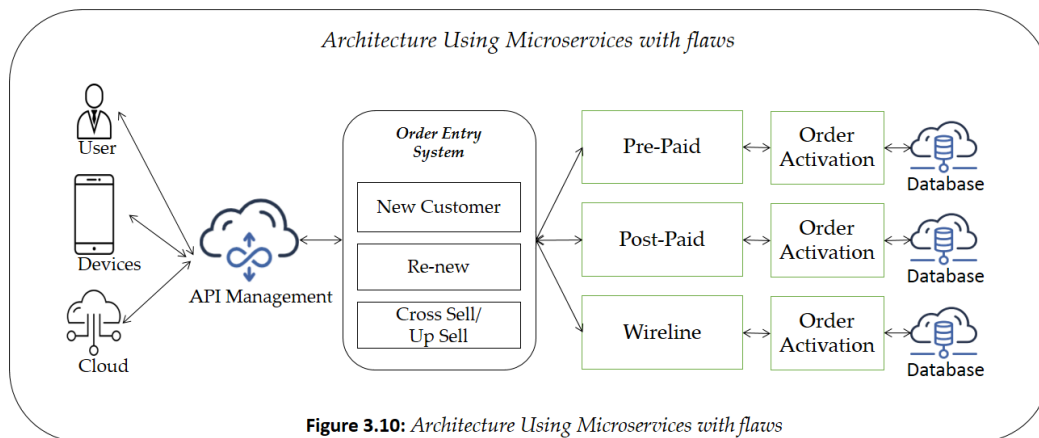 Architecture Using Microservices with flaws
User
Devices
Cloud
API Management
Order Entry
System
New Customer
Re-new
Cross Sell/
Up Sell
Pre-Paid
Order
Activation
Database
Post-Paid
Order
Activation
Database
Wireline
Order
Activation
Database
Figure 3.10: Architecture Using Microservices with flaws